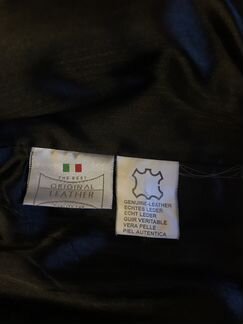 THE BEST
ORIGINAL
LEATHER
GENUINE-LEATHER
ECHTES LEDER
ECHT LEDER
CUIR VERITABLE
VERA PELLE
PIEL AUTENTICA